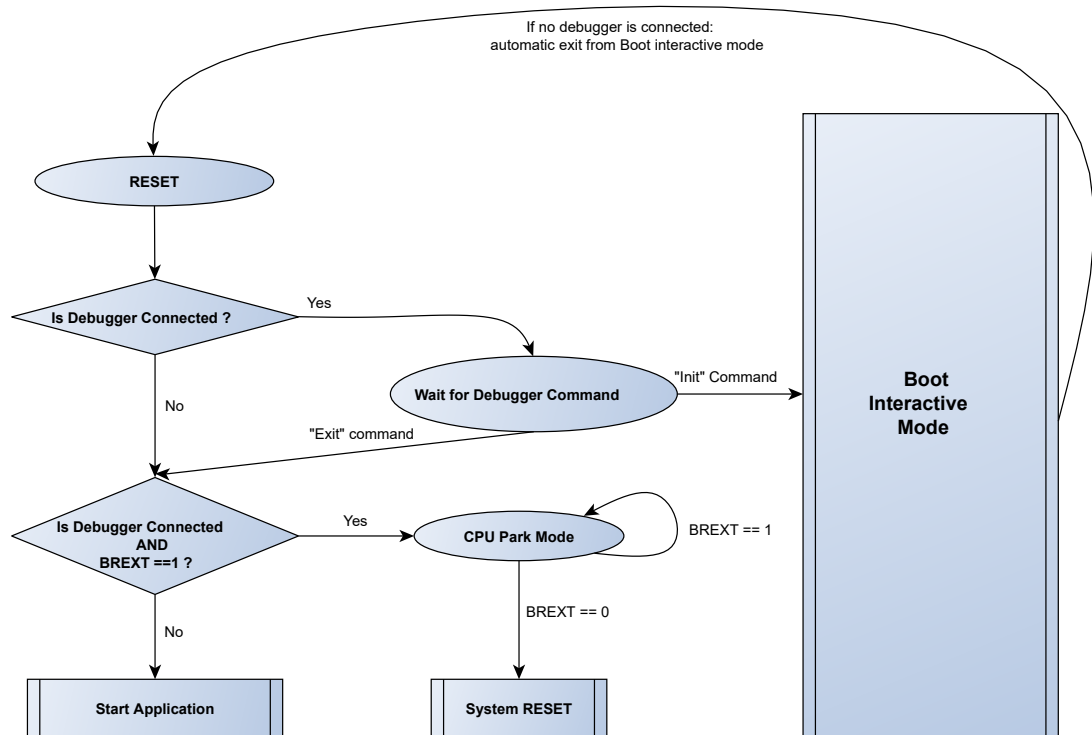 If no debugger is connected:
automatic exit from Boot interactive mode
RESET
Is Debugger Connected ?
Yes
Wait for Debugger Command
"Init" Command
Boot
Interactive
Mode
No
"Exit" command
Is Debugger Connected
AND
BREXT ==1 ?
Yes
CPU Park Mode
BREXT == 1
BREXT == 0
No
Start Application
System RESET